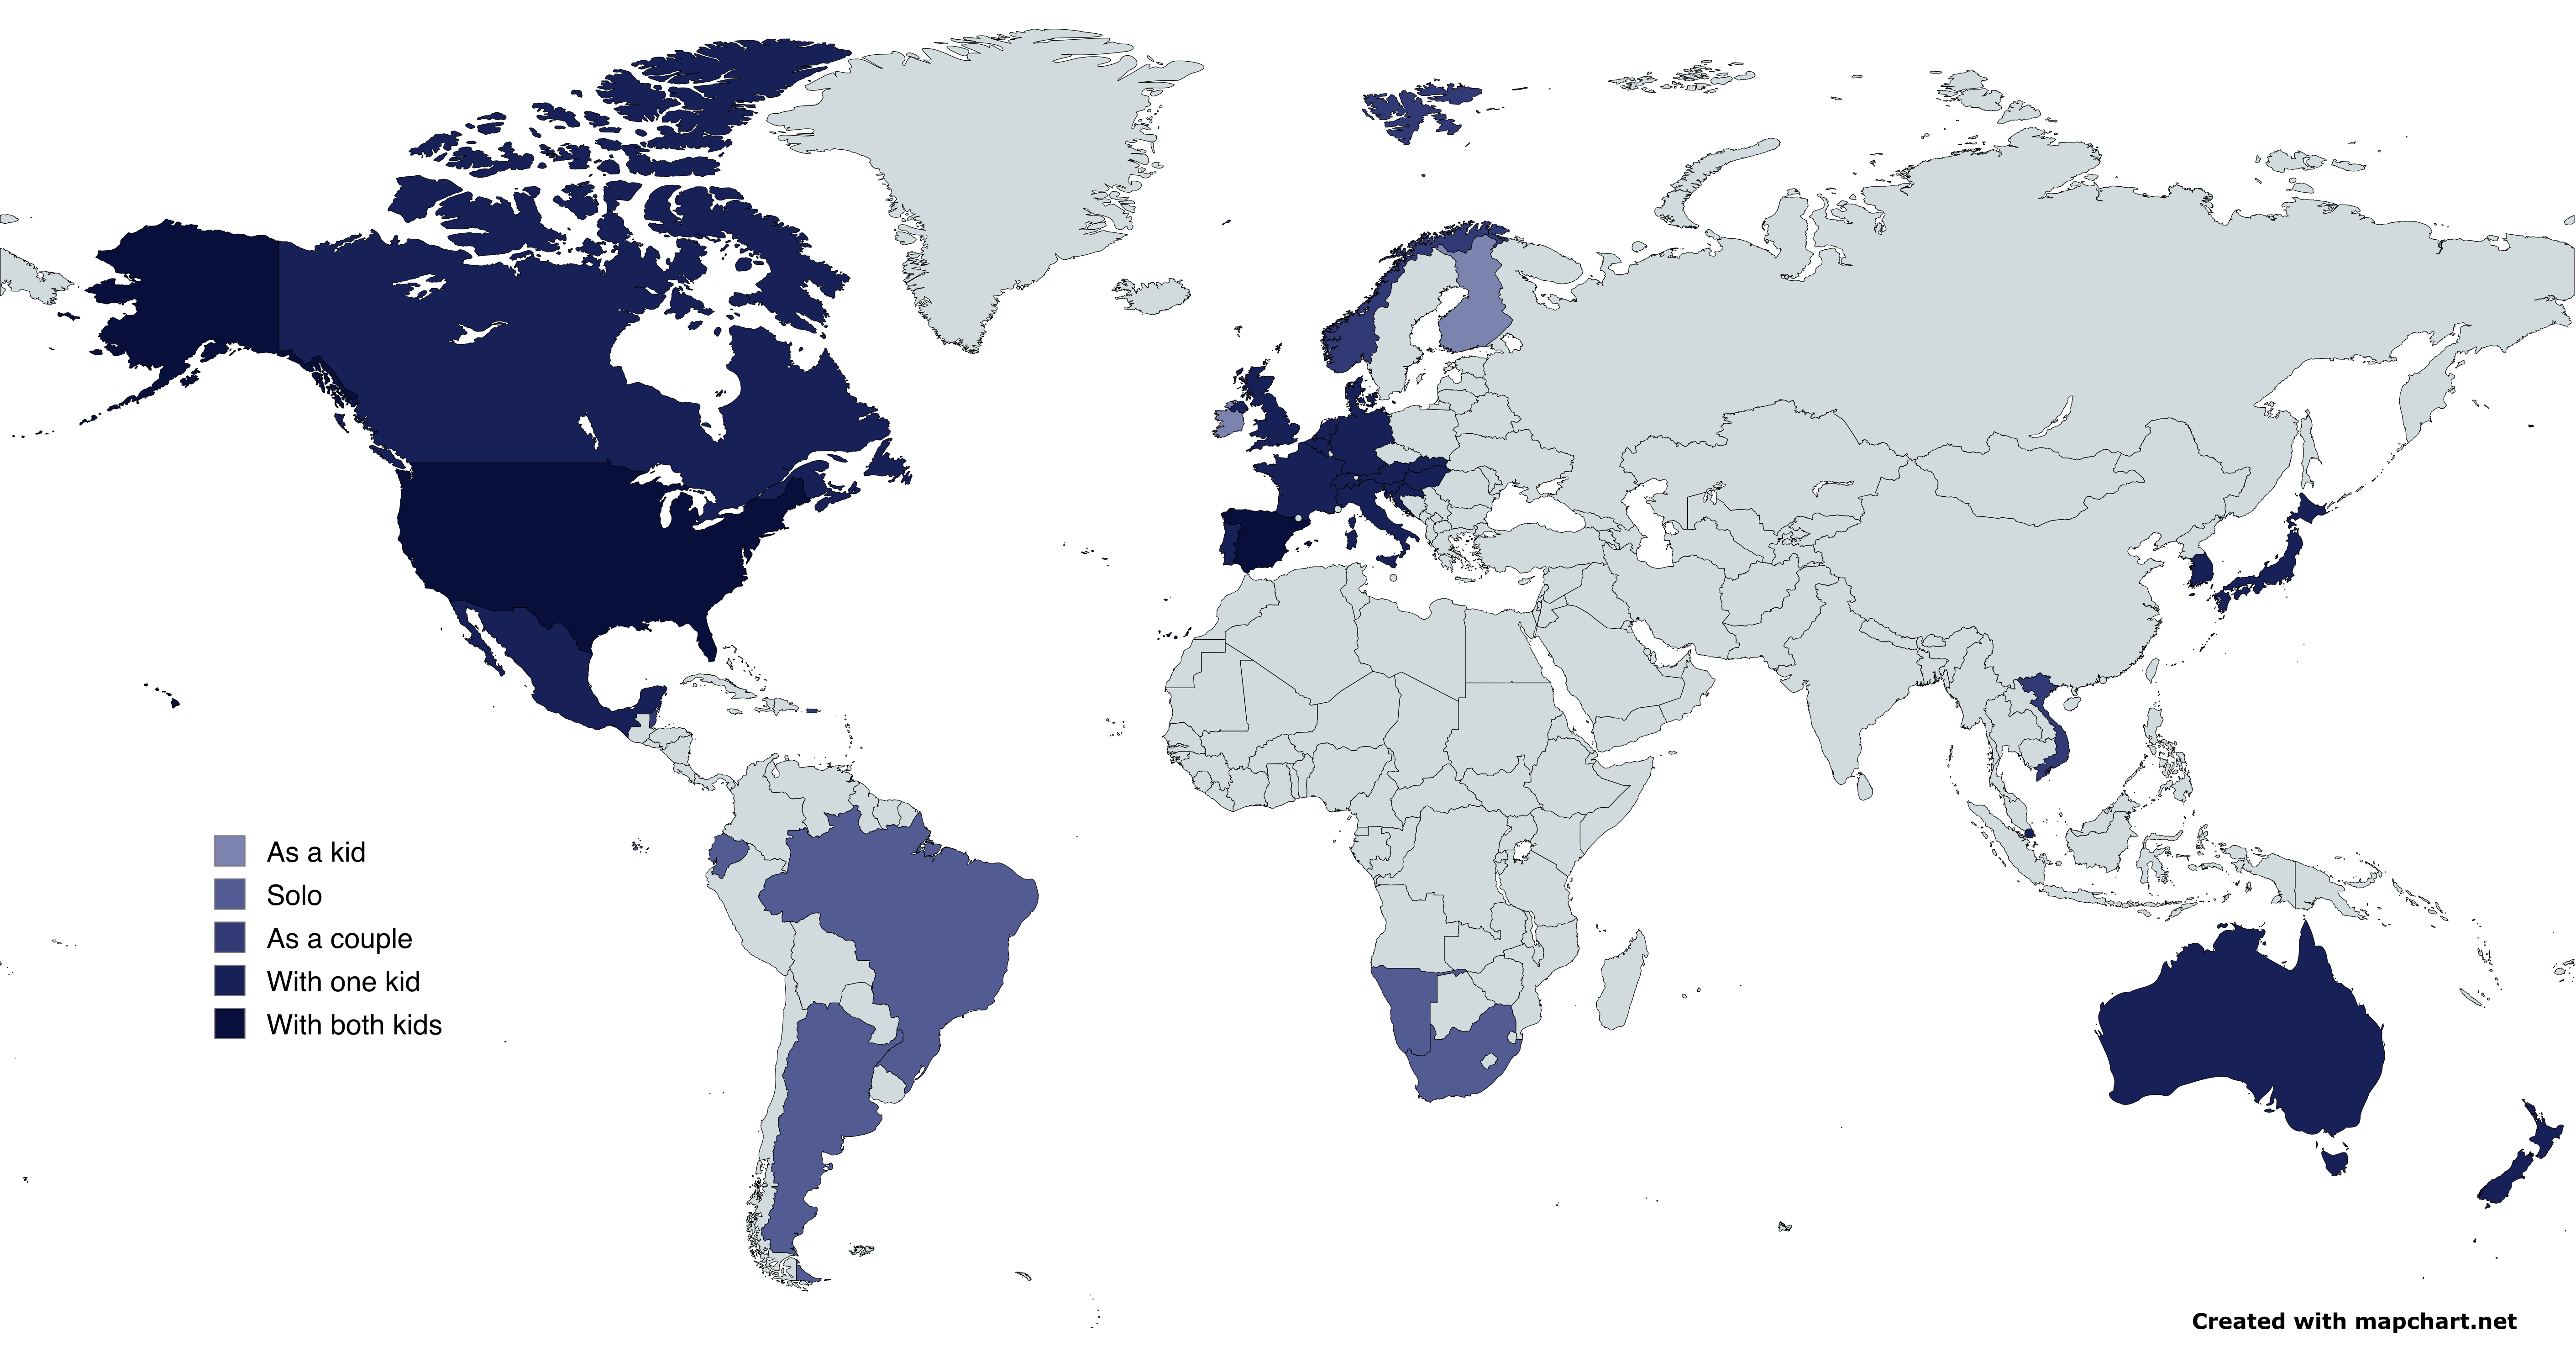 As a kid
Solo
As a couple
With one kid
With both kids
Created with mapchart.net